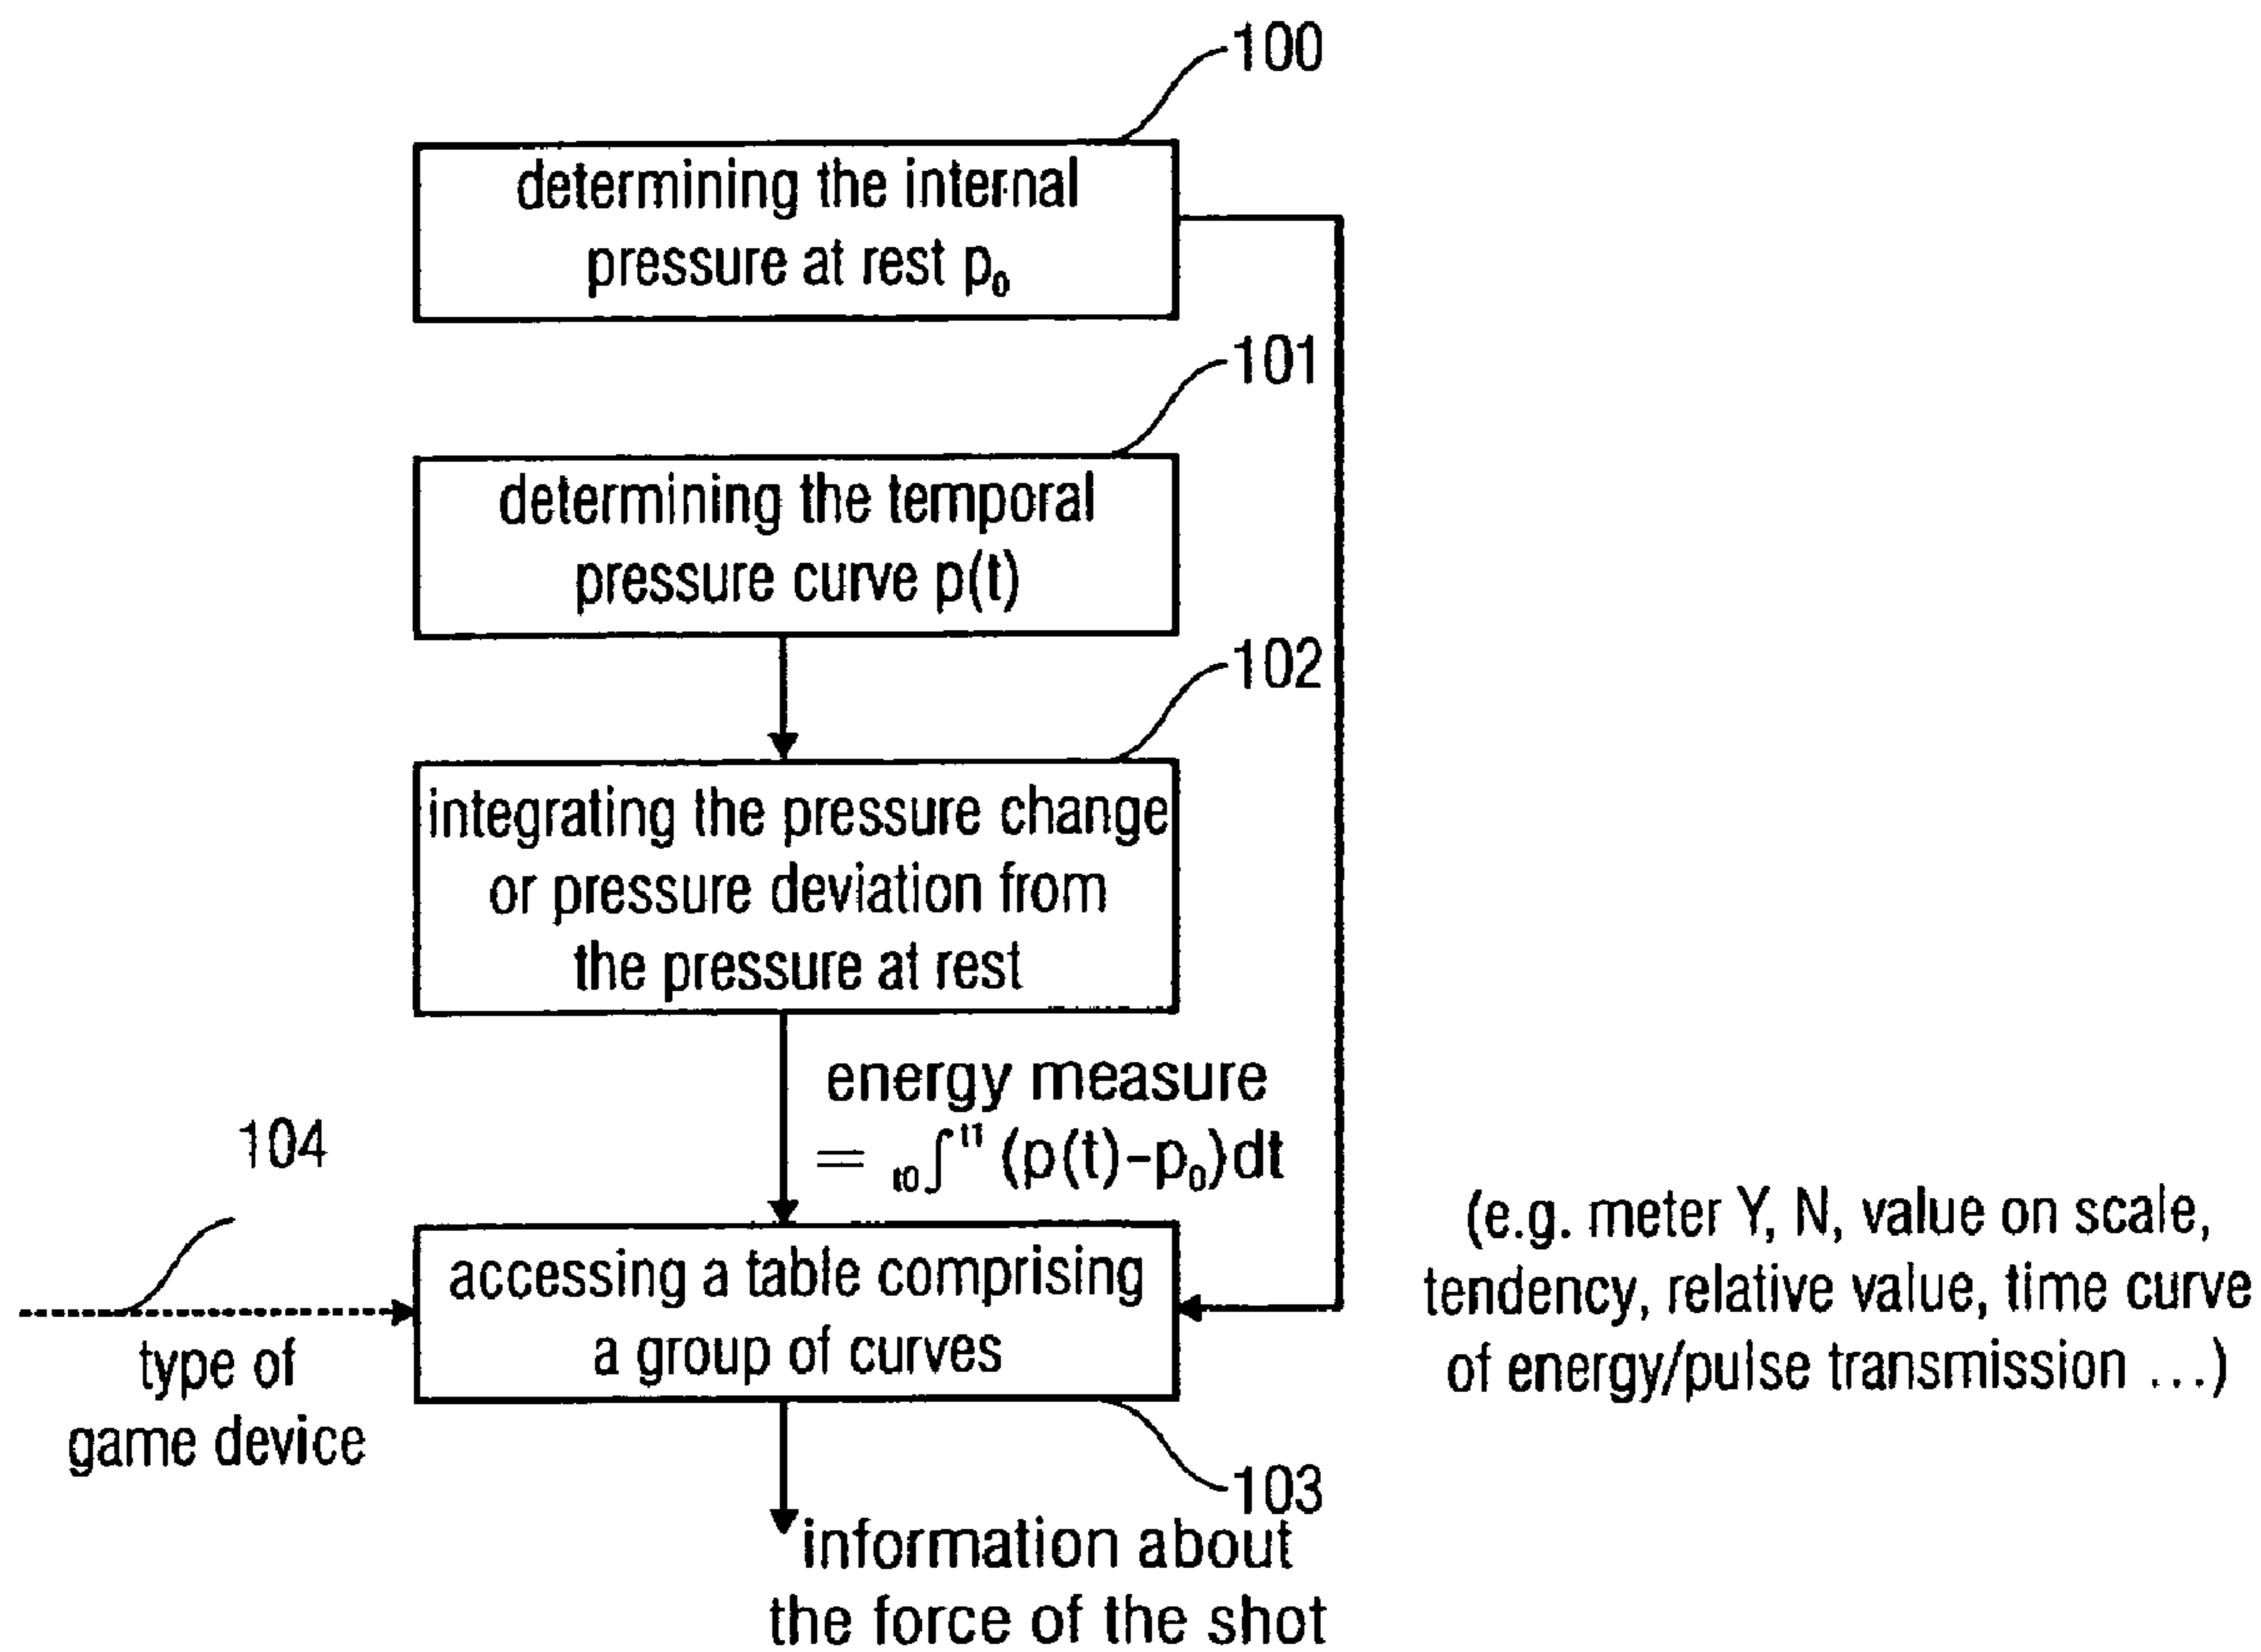 100
determining the internal
pressure at rest p₀
101
determining the temporal
pressure curve p(t)
102
integrating the pressure change
or pressure deviation from
the pressure at rest
energy measure
= t0∫t1 (p(t)-p₀)dt
104
type of
game device
accessing a table comprising
a group of curves
(e.g. meter Y, N, value on scale,
tendency, relative value, time curve
of energy/pulse transmission ...)
103
information about
the force of the shot